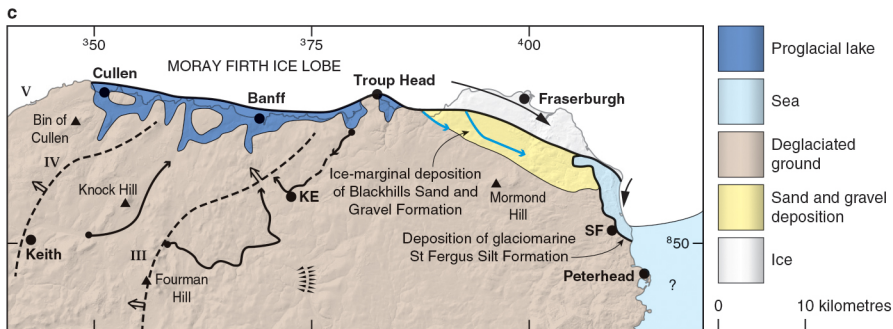 c
³50
³75
⁴00
MORAY FIRTH ICE LOBE
Cullen
Banff
Troup Head
Fraserburgh
V
Bin of
Cullen
IV
Knock Hill
KE
Ice-marginal deposition
of Blackhills Sand and
Gravel Formation
Mormond
Hill
Keith
III
Fourman
Hill
Deposition of glaciomarine
St Fergus Silt Formation
SF
⁸50
Peterhead
?
Proglacial lake
Sea
Deglaciated
ground
Sand and gravel
deposition
Ice
0
10 kilometres